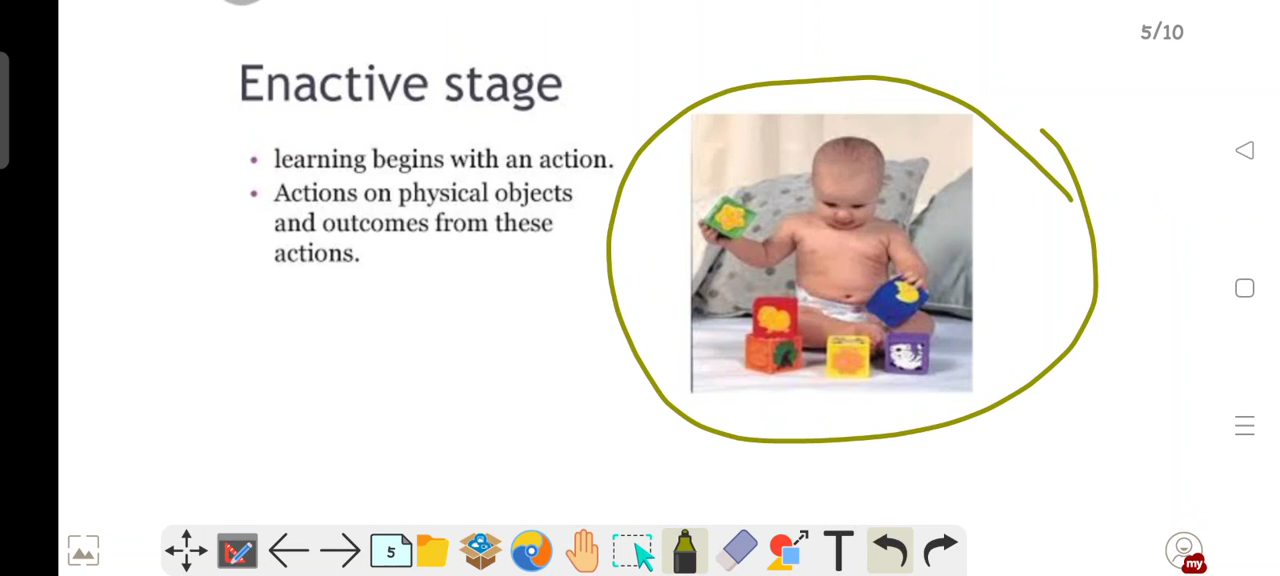 5/10
Enactive stage
• learning begins with an action.
• Actions on physical objects
and outcomes from these
actions.
5
T
my